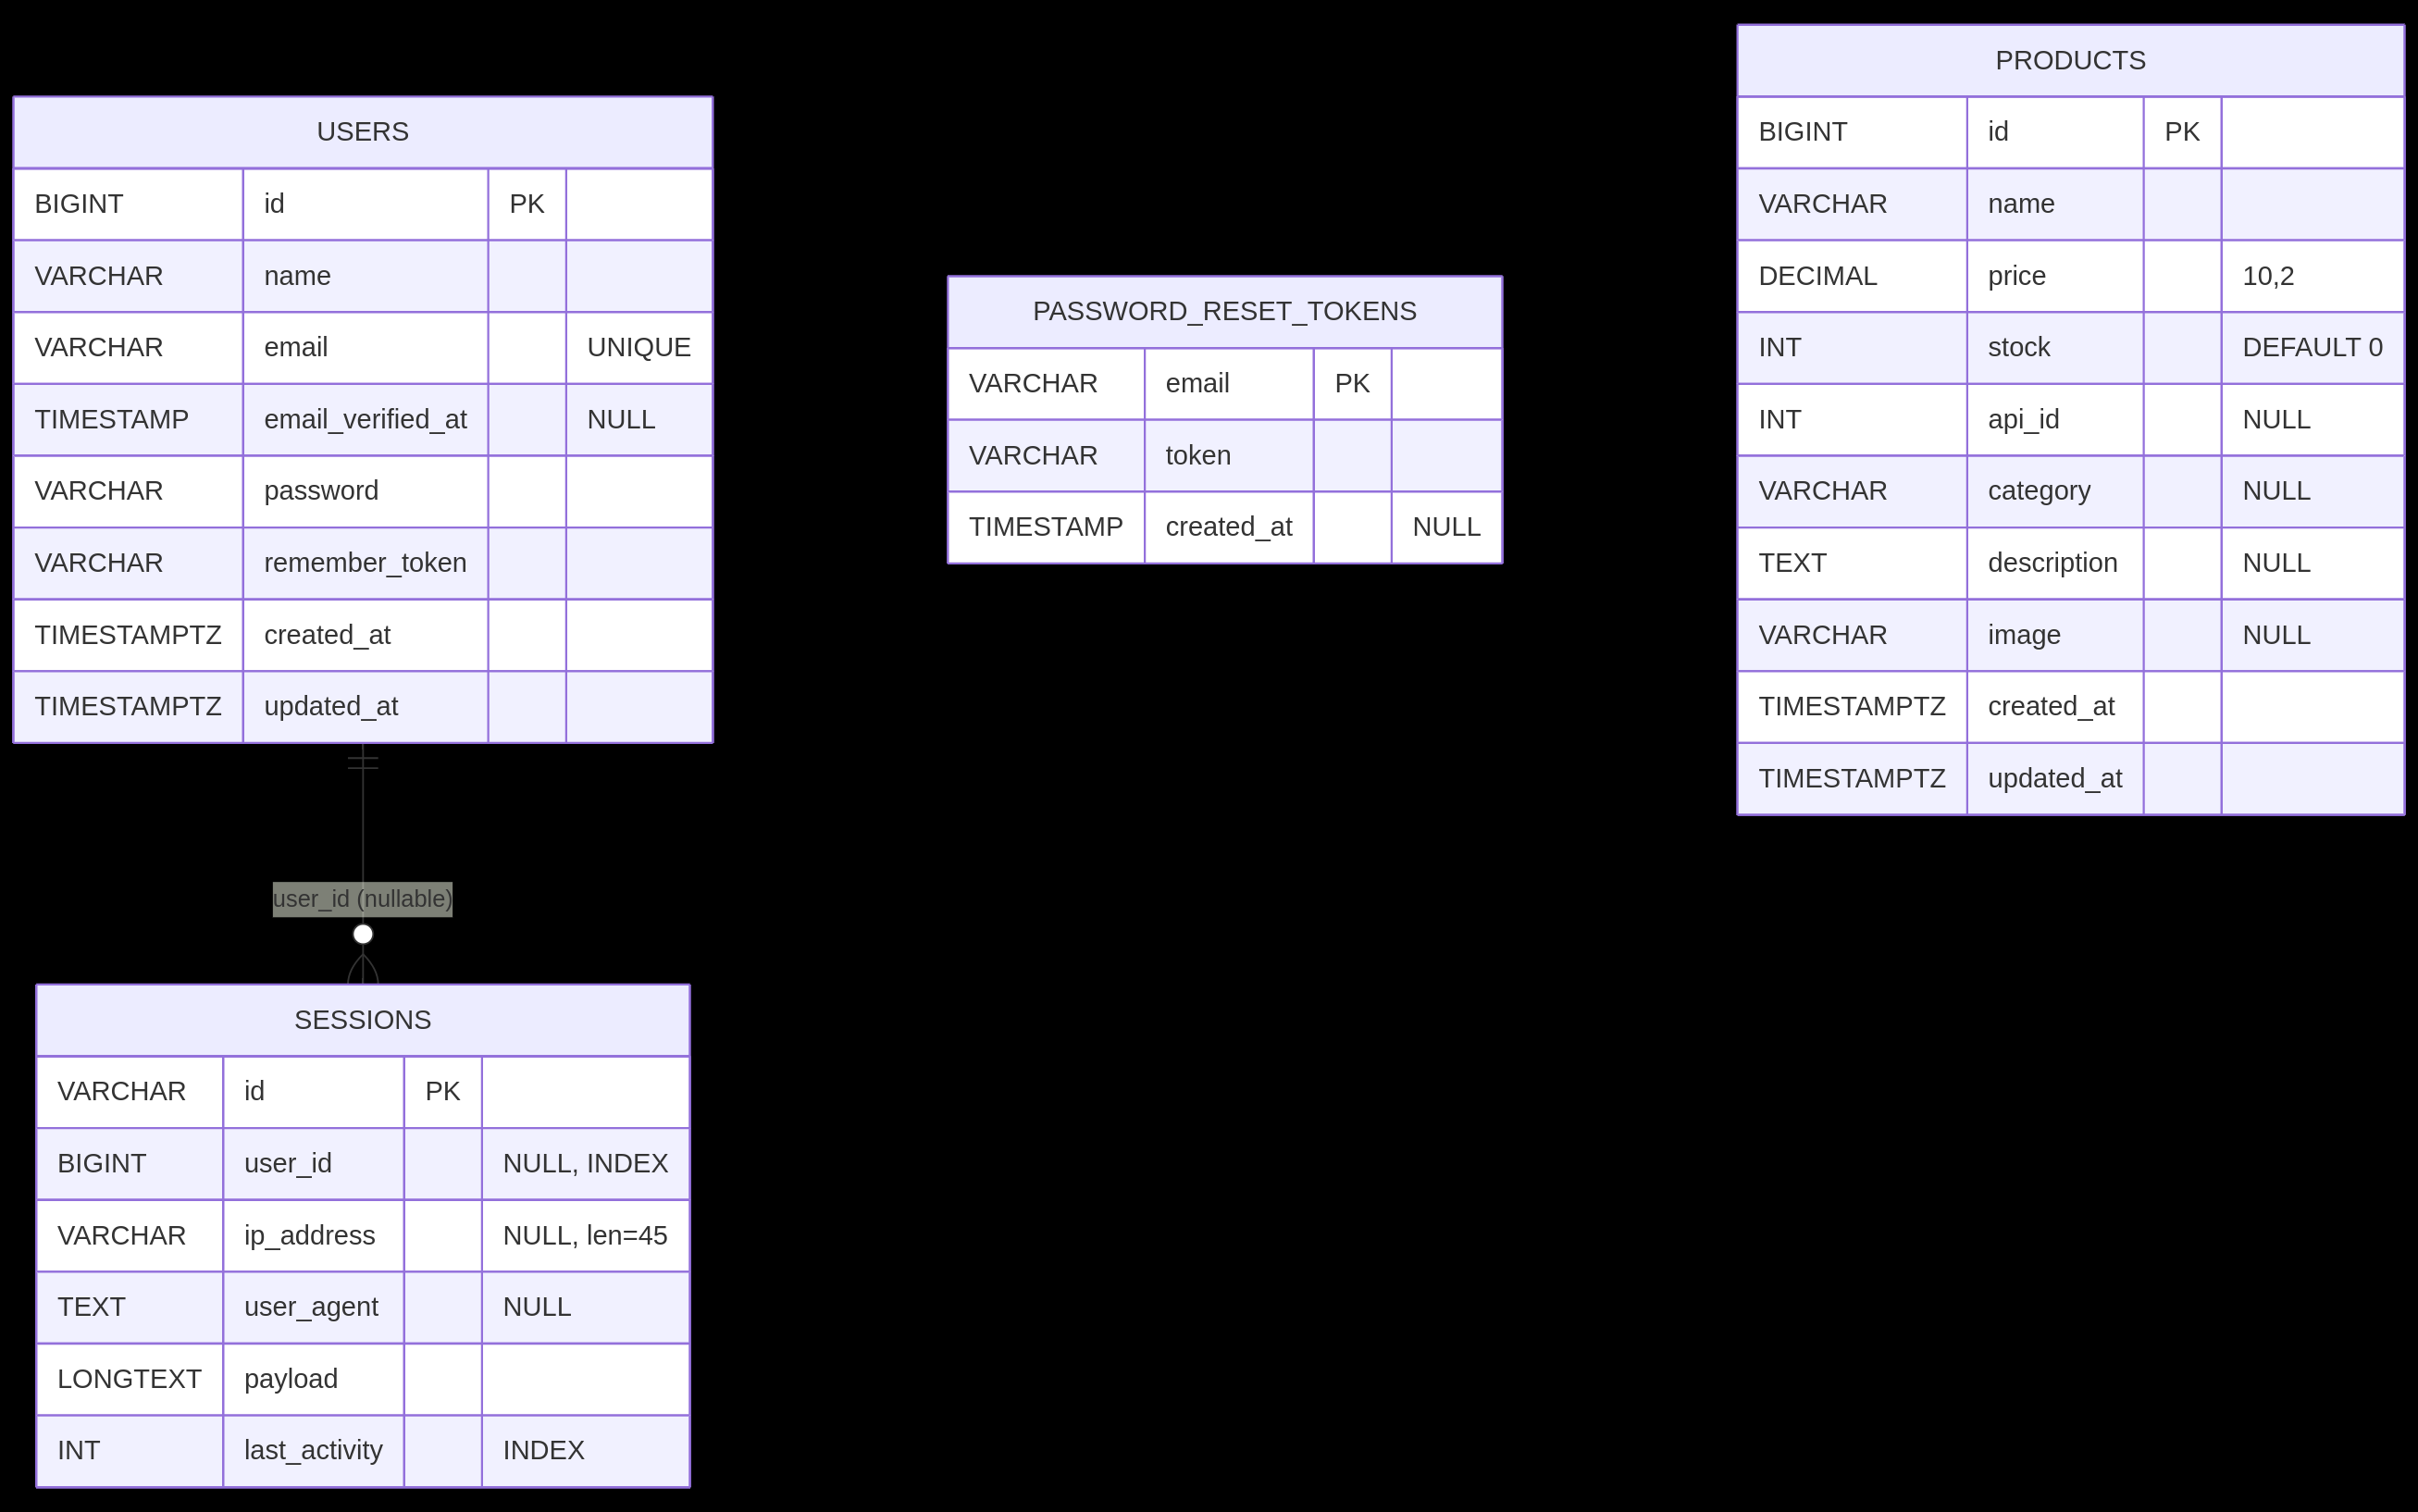 USERS
BIGINT id PK
VARCHAR name
VARCHAR email UNIQUE
TIMESTAMP email_verified_at NULL
VARCHAR password
VARCHAR remember_token
TIMESTAMPTZ created_at
TIMESTAMPTZ updated_at
user_id (nullable)
SESSIONS
VARCHAR id PK
BIGINT user_id NULL, INDEX
VARCHAR ip_address NULL, len=45
TEXT user_agent NULL
LONGTEXT payload
INT last_activity INDEX
PASSWORD_RESET_TOKENS
VARCHAR email PK
VARCHAR token
TIMESTAMP created_at NULL
PRODUCTS
BIGINT id PK
VARCHAR name
DECIMAL price 10,2
INT stock DEFAULT 0
INT api_id NULL
VARCHAR category NULL
TEXT description NULL
VARCHAR image NULL
TIMESTAMPTZ created_at
TIMESTAMPTZ updated_at